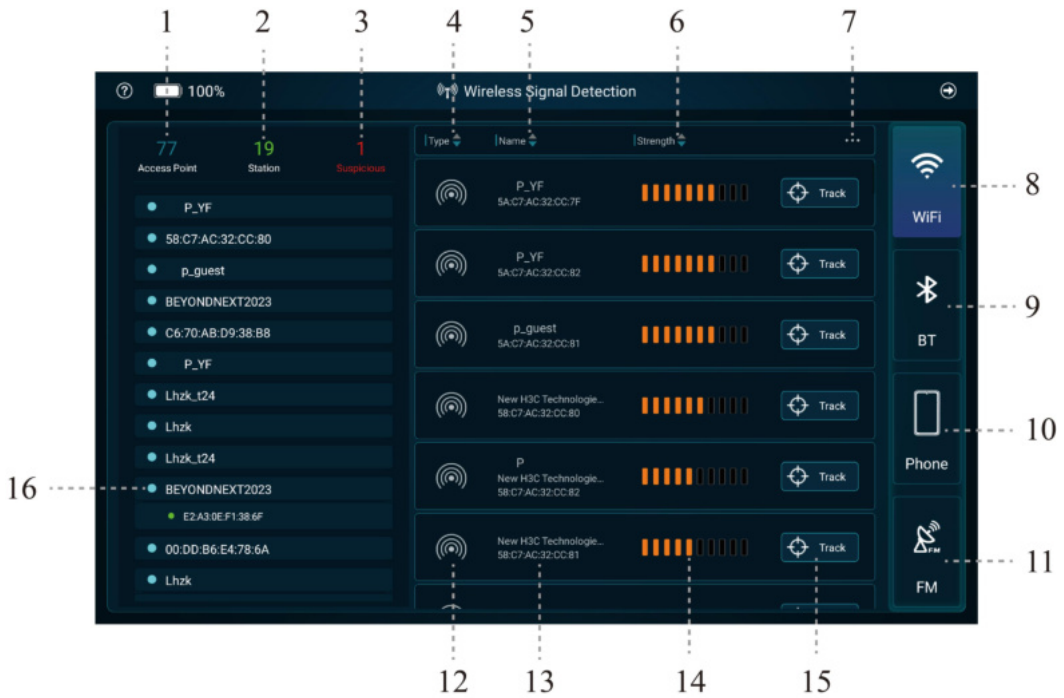 1 2 3 4 5 6 7
100% Wireless Signal Detection
77 19 1
Access Point Station Suspicious
P_YF
58:C7:AC:32:CC:80
p_guest
BEYONDNEXT2023
C6:70:AB:D9:38:B8
P_YF
Lhzk_t24
Lhzk
Lhzk_t24
16
BEYONDNEXT2023
E2:A3:0E:F1:38:6F
00:DD:B6:E4:78:6A
Lhzk
Type Name Strength ...
P_YF
5A:C7:AC:32:CC:7F
Track
P_YF
5A:C7:AC:32:CC:82
Track
p_guest
5A:C7:AC:32:CC:81
Track
New H3C Technologie...
58:C7:AC:32:CC:80
Track
P
New H3C Technologie...
58:C7:AC:32:CC:82
Track
New H3C Technologie...
58:C7:AC:32:CC:81
Track
WiFi
8
BT
9
Phone
10
FM
FM
11
12 13 14 15